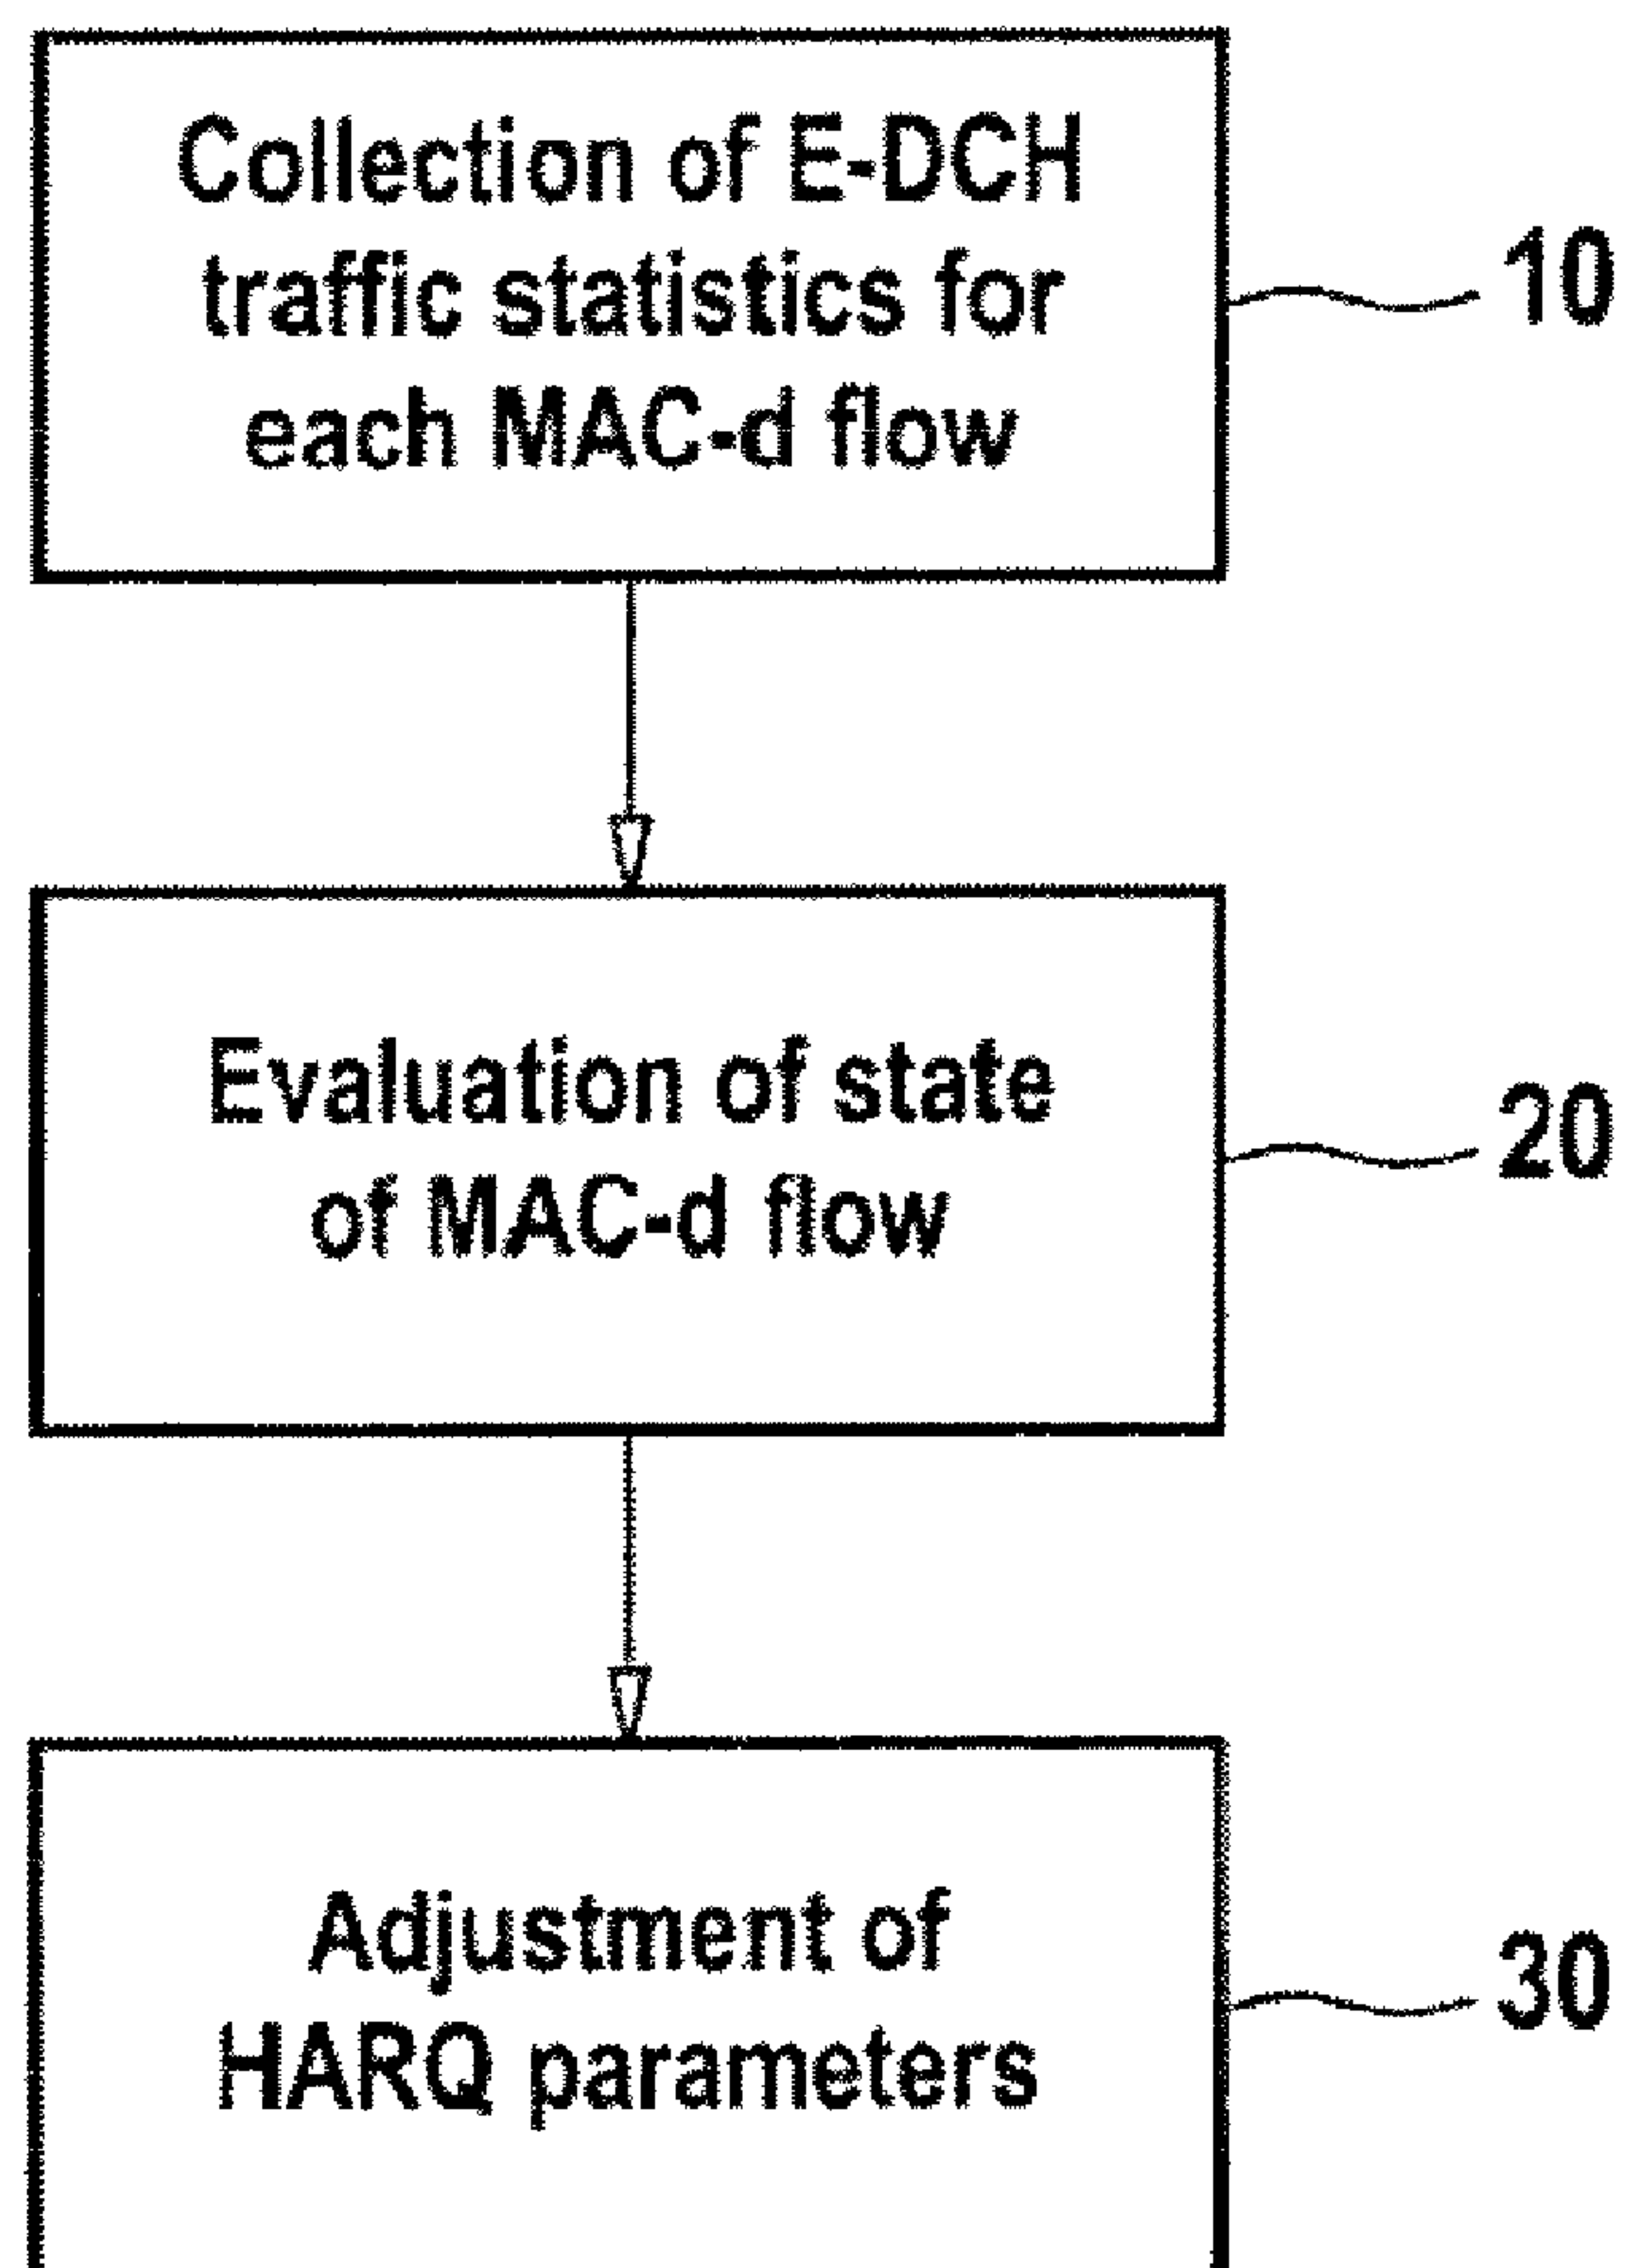 Collection of E-DCH
traffic statistics for
each MAC-d flow
10
Evaluation of state
of MAC-d flow
20
Adjustment of
HARQ parameters
30